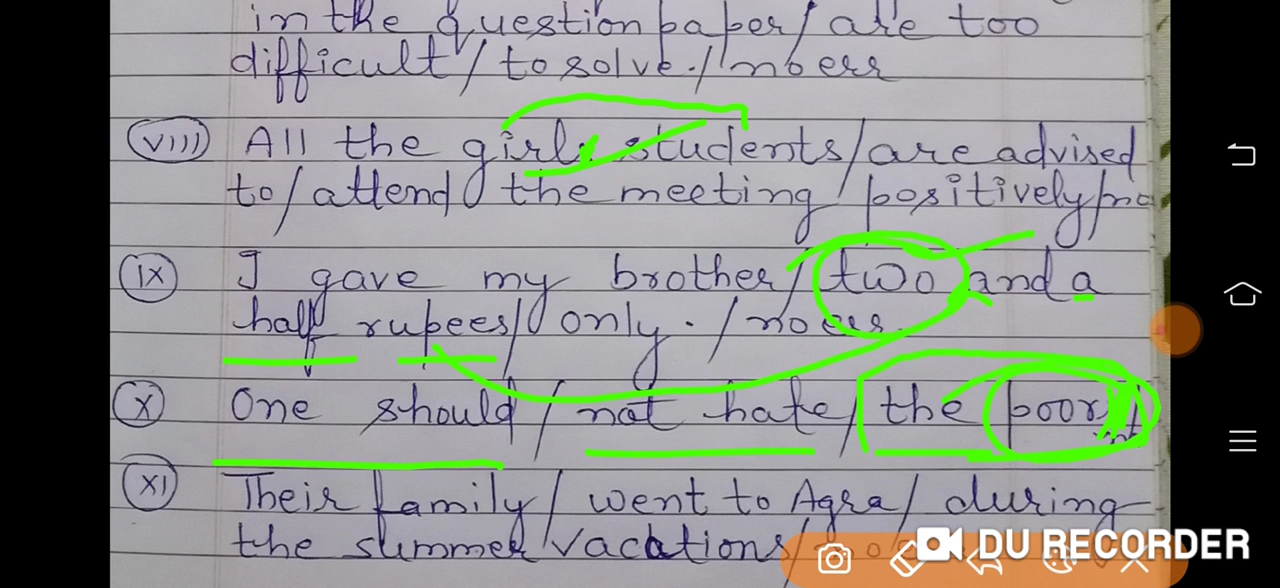 in the question paper/ are too
difficult/ to solve./ no err
(viii) All the girls students/are advised
to/ attend the meeting/ positively/no
(ix) I gave my brother/ two and a
half rupees/ only./ no err.
(x) One should/ not hate/ the poor
(xi) Their family/ went to Agra/ during
the summer vacations/
DU RECORDER